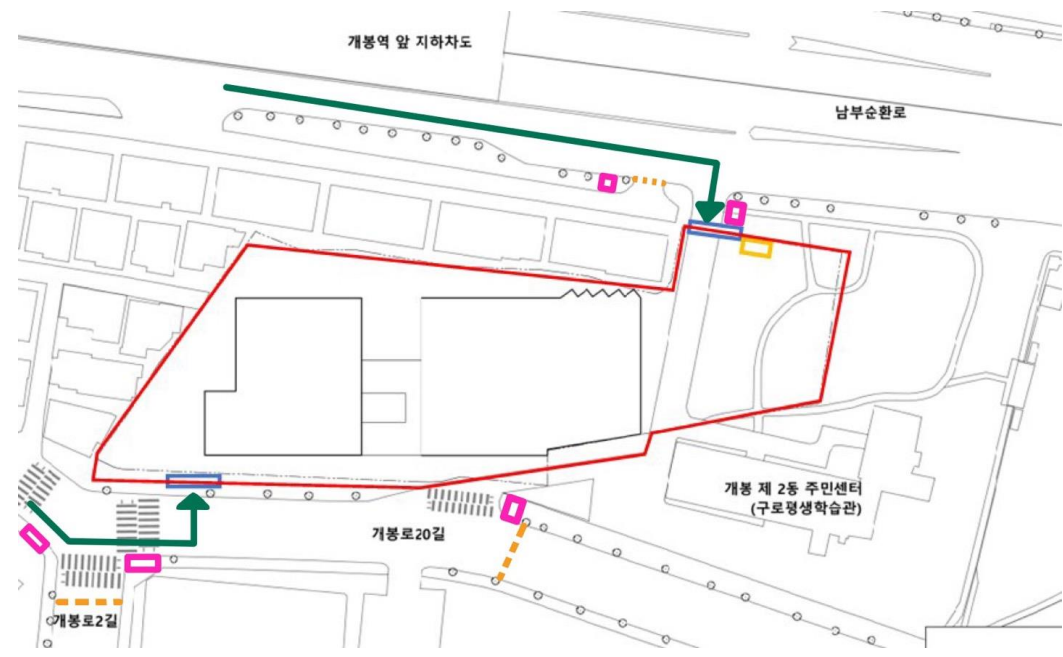 개봉역 앞 지하차도
남부순환로
개봉 제 2동 주민센터
(구로평생학습관)
개봉로20길
개봉로2길